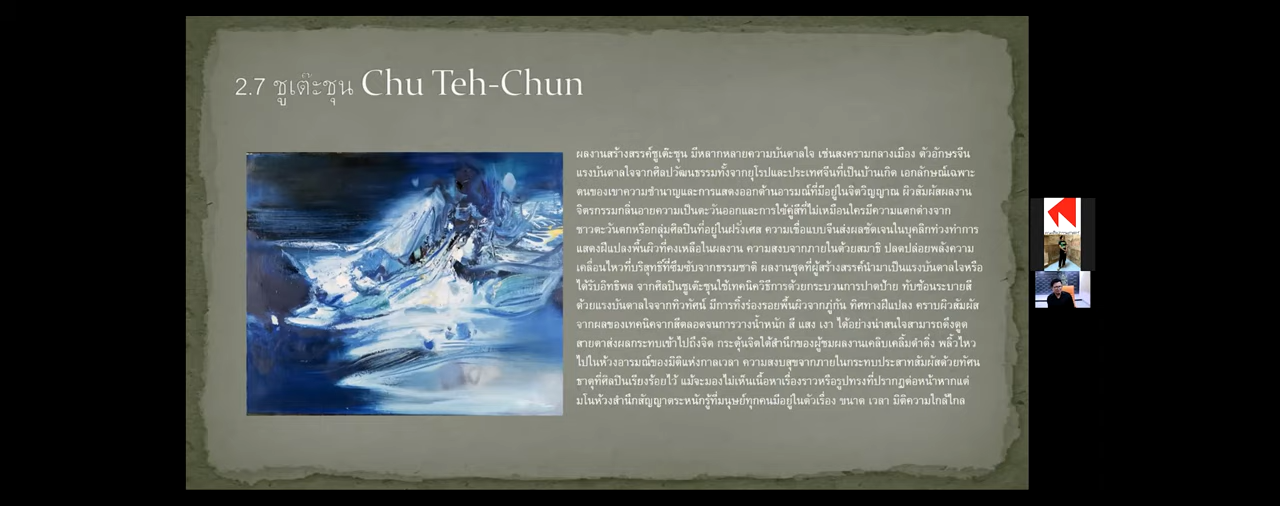 2.7 ชูเต๊ะชุน Chu Teh-Chun
ผลงานสร้างสรรค์ชูเต๊ะชุน มีหลากหลายความบันดาลใจ เช่นสงครามกลางเมือง ตัวอักษรจีน
แรงบันดาลใจจากศิลปวัฒนธรรมทั้งจากยุโรปและประเทศจีนที่เป็นบ้านเกิด เอกลักษณ์เฉพาะ
ตนของเขาความชำนาญและการแสดงออกด้านอารมณ์ที่มีอยู่ในจิตวิญญาณ ผิวสัมผัสผลงาน
จิตรกรรมกลิ่นอายความเป็นตะวันออกและการใช้คู่สีที่ไม่เหมือนใครมีความแตกต่างจาก
ชาวตะวันตกหรือกลุ่มศิลปินที่อยู่ในฝรั่งเศส ความเชื่อแบบจีนส่งผลชัดเจนในบุคลิกท่วงทำการ
แสดงฝีแปลงพื้นผิวที่คงเหลือในผลงาน ความสงบจากภายในด้วยสมาธิ ปลดปล่อยพลังความ
เคลื่อนไหวที่บริสุทธิ์ที่ซึมซับจากธรรมชาติ ผลงานชุดที่ผู้สร้างสรรค์นำมาเป็นแรงบันดาลใจหรือ
ได้รับอิทธิพล จากศิลปินชูเต๊ะชุนใช้เทคนิควิธีการด้วยกระบวนการปาดป้าย ทับซ้อนระบายสี
ด้วยแรงบันดาลใจจากทิวทัศน์ มีการทิ้งร่องรอยพื้นผิวจากภู่กัน ทิศทางฝีแปลง คราบผิวสัมผัส
จากผลของเทคนิคจากสีตลอดจนการวางน้ำหนัก สี แสง เงา ได้อย่างน่าสนใจสามารถดึงดูด
สายตาส่งผลกระทบเข้าไปถึงจิต กระตุ้นจิตใต้สำนึกของผู้ชมผลงานเคลิบเคลิ้มดำดิ่ง พลิ้วไหว
ไปในห้วงอารมณ์ของมิติแห่งกาลเวลา ความสงบสุขจากภายในกระทบประสาทสัมผัสด้วยทัศน
ธาตุที่ศิลปินเรียงร้อยไว้ แม้จะมองไม่เห็นเนื้อหาเรื่องราวหรือรูปทรงที่ปรากฏต่อหน้าหากแต่
มโนห้วงสำนึกสัญญาตระหนักรู้ที่มนุษย์ทุกคนมีอยู่ในตัวเรื่อง ขนาด เวลา มิติความใกล้ไกล